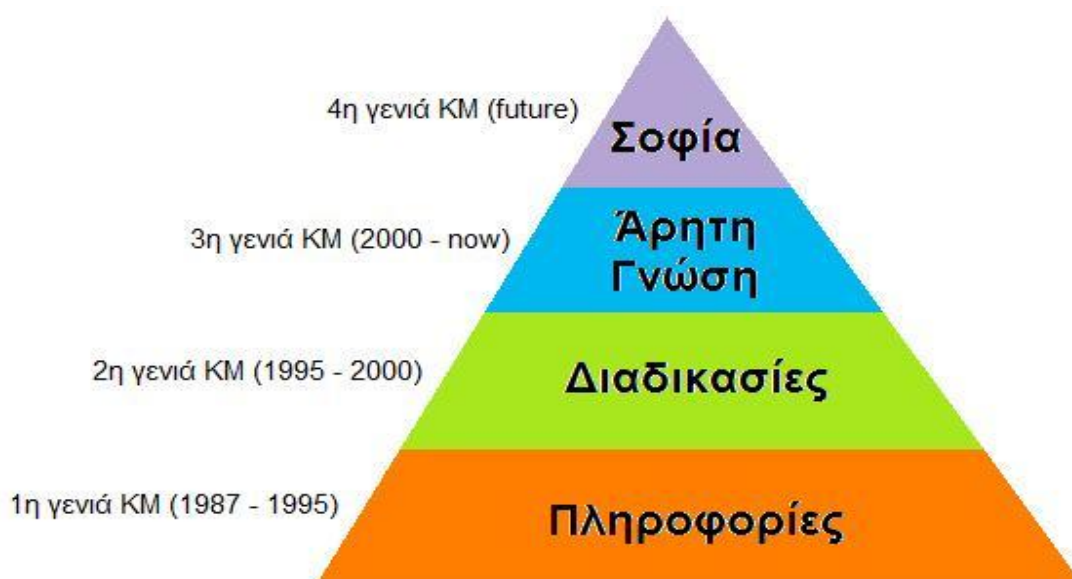 4η γενιά KM (future)
Σοφία
3η γενιά KM (2000 - now)
Άρητη
Γνώση
2η γενιά KM (1995 - 2000)
Διαδικασίες
1η γενιά KM (1987 - 1995)
Πληροφορίες